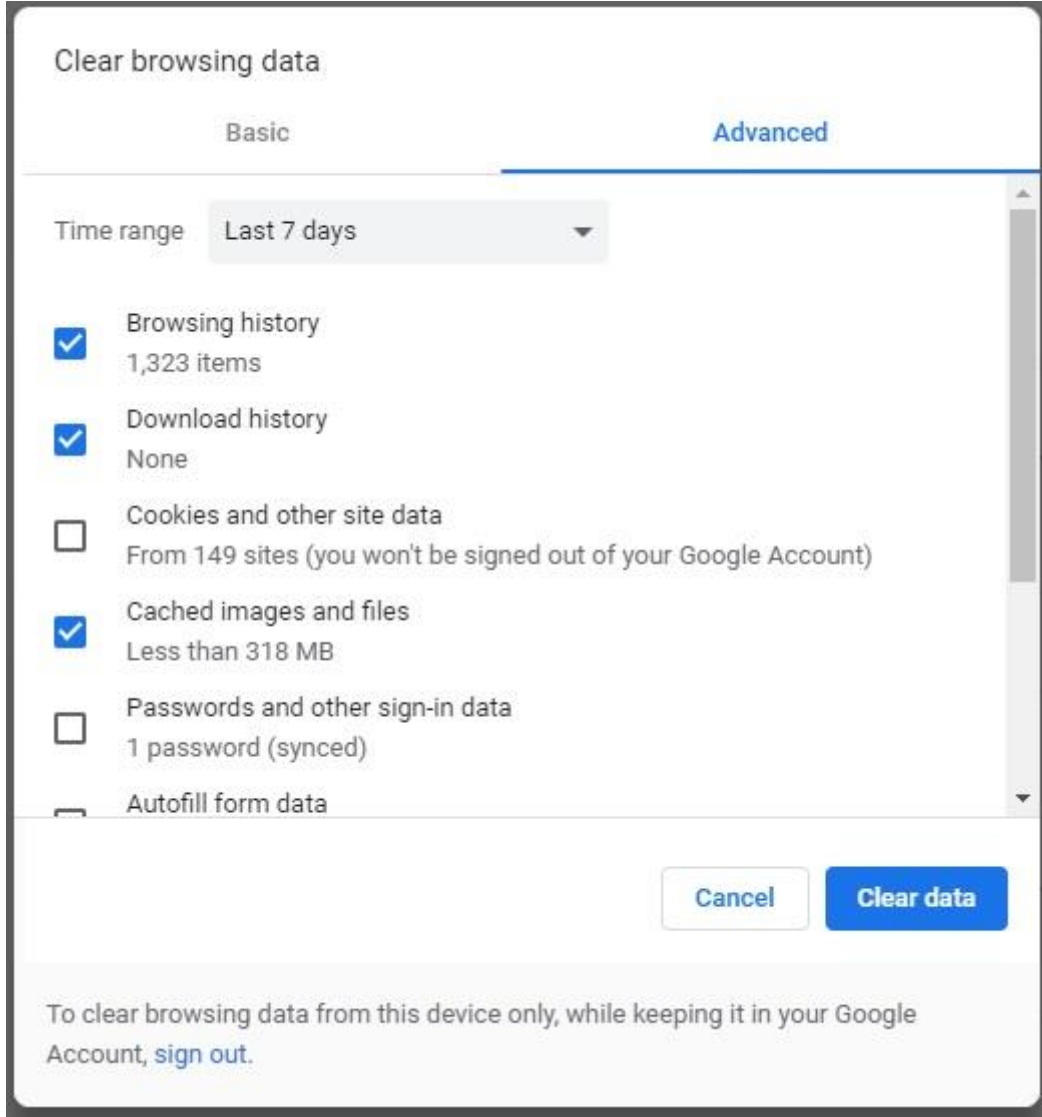 Clear browsing data
Basic
Advanced
Time range
Last 7 days
Browsing history
1,323 items
Download history
None
Cookies and other site data
From 149 sites (you won't be signed out of your Google Account)
Cached images and files
Less than 318 MB
Passwords and other sign-in data
1 password (synced)
Autofill form data
Cancel
Clear data
To clear browsing data from this device only, while keeping it in your Google
Account, sign out.